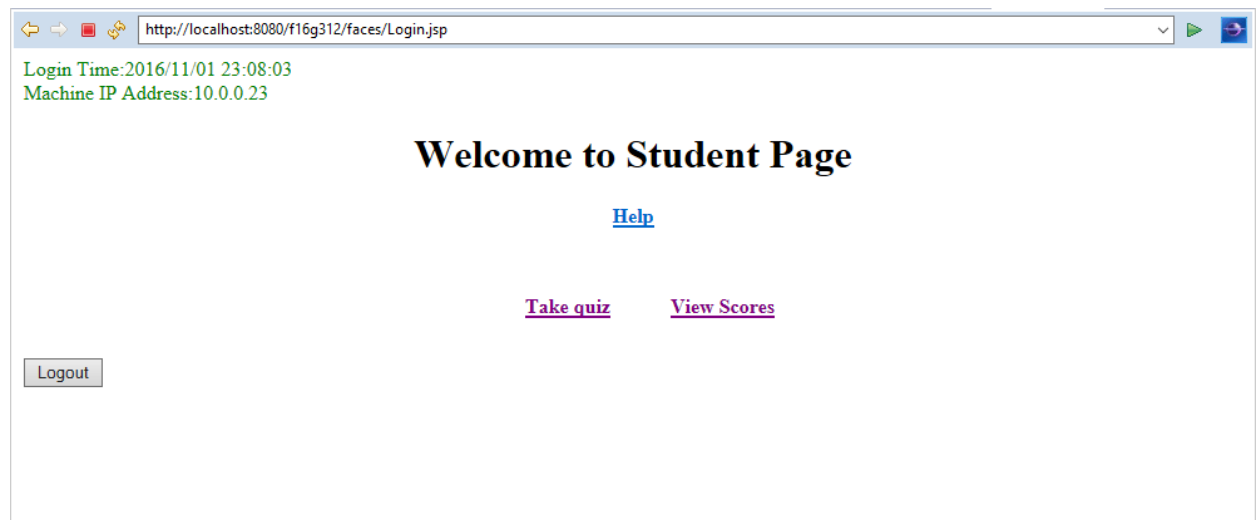 http://localhost:8080/f16g312/faces/Login.jsp
Login Time:2016/11/01 23:08:03
Machine IP Address:10.0.0.23
Welcome to Student Page
Help
Take quiz View Scores
Logout